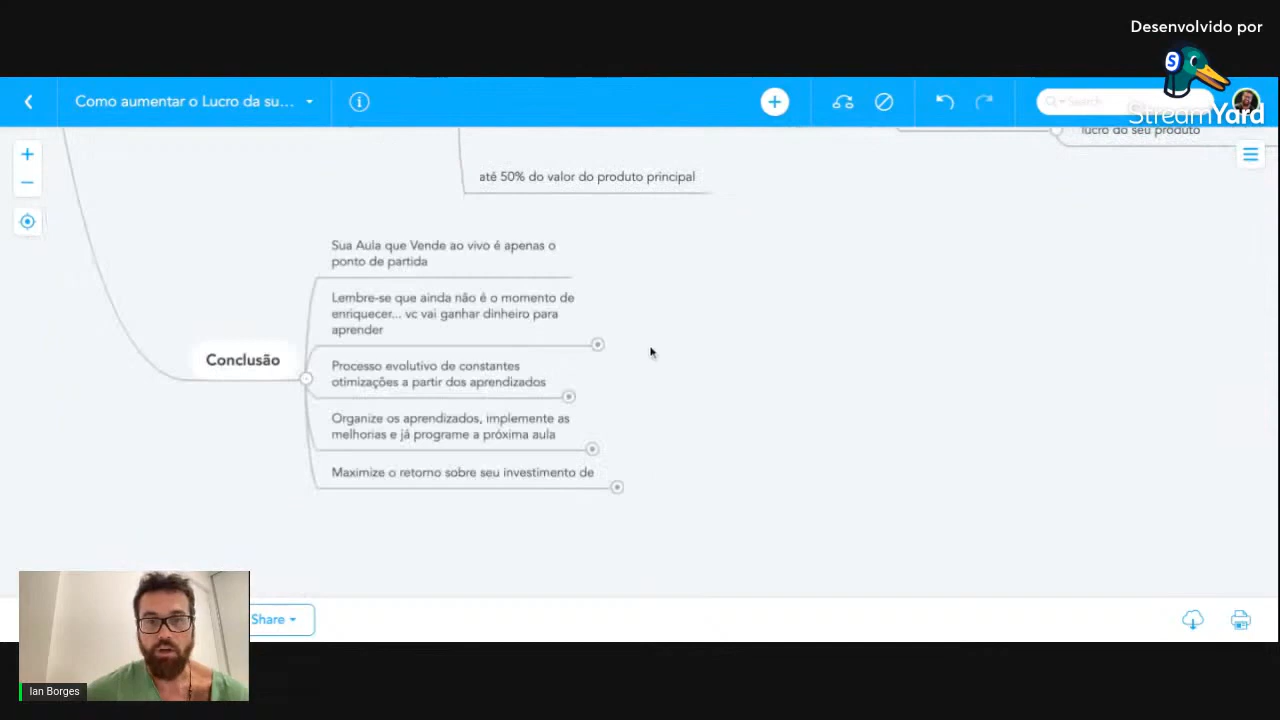 Desenvolvido por
StreamYard
Como aumentar o Lucro da su...
Search
lucro do seu produto
até 50% do valor do produto principal
Sua Aula que Vende ao vivo é apenas o
ponto de partida
Lembre-se que ainda não é o momento de
enriquecer... vc vai ganhar dinheiro para
aprender
Conclusão
Processo evolutivo de constantes
otimizações a partir dos aprendizados
Organize os aprendizados, implemente as
melhorias e já programe a próxima aula
Maximize o retorno sobre seu investimento de
Share
Ian Borges